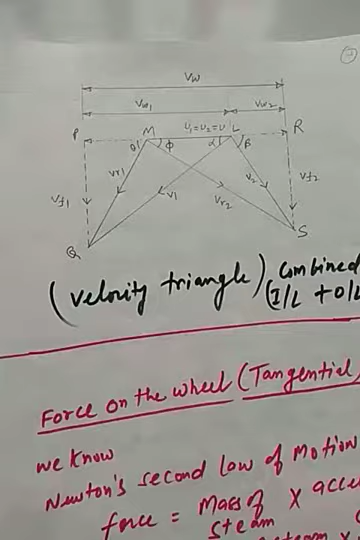 Vw
Vw1 Vw2
P M U1=U2=U L R
θ φ α β
Vf1 Vr1 V1 Vr2 V2 Vf2
Q S
(Velocity triangle) Combined
(I/L + O/L
Force on the wheel (Tangential)
we know
Newton's second law of Motion
force = Mass of steam X acce